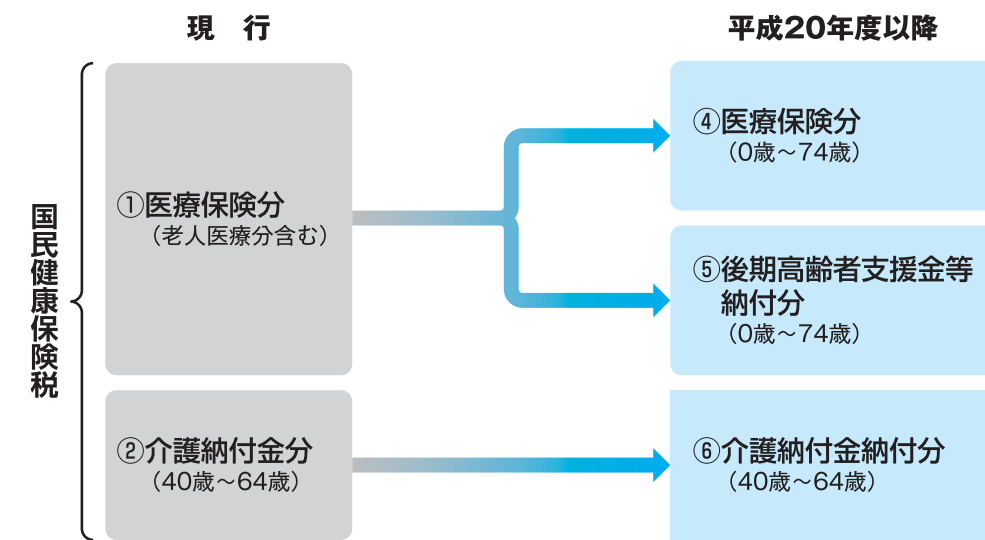 現　行
平成20年度以降
国民健康保険税
①医療保険分
（老人医療分含む）
②介護納付金分
（40歳～64歳）
④医療保険分
（0歳～74歳）
⑤後期高齢者支援金等
納付分
（0歳～74歳）
⑥介護納付金納付分
（40歳～64歳）